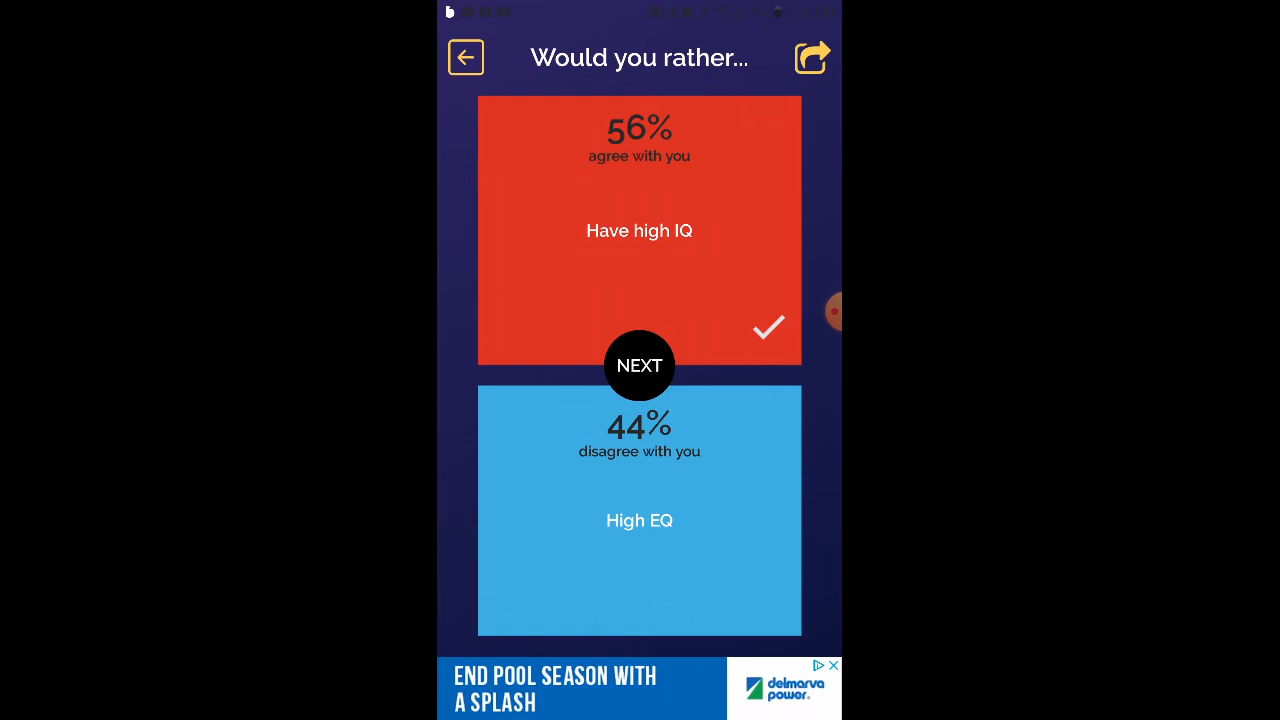 Would you rather...
56%
agree with you
Have high IQ
NEXT
44%
disagree with you
High EQ
END POOL SEASON WITH
A SPLASH
delmarva
power.